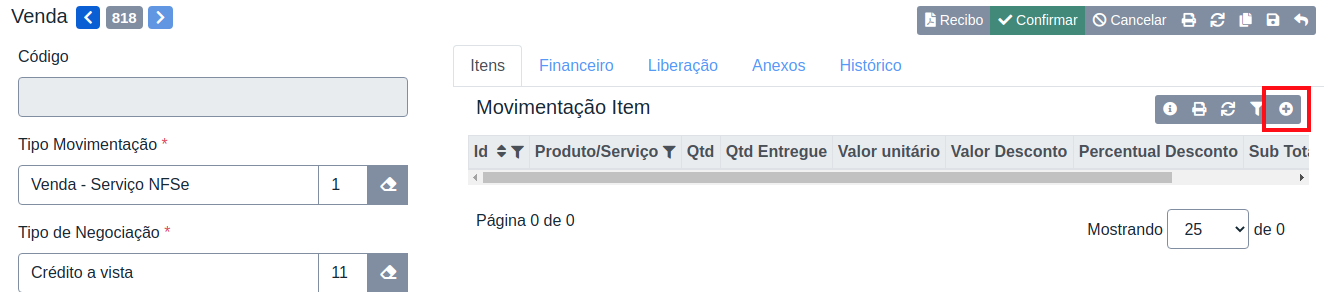 Venda 818
Recibo Confirmar Cancelar
Código
Itens Financeiro Liberação Anexos Histórico
Movimentação Item
Tipo Movimentação *
Id Produto/Serviço Qtd Qtd Entregue Valor unitário Valor Desconto Percentual Desconto Sub Tota
Venda - Serviço NFSe 1
Página 0 de 0
Mostrando 25 de 0
Tipo de Negociação *
Crédito a vista 11